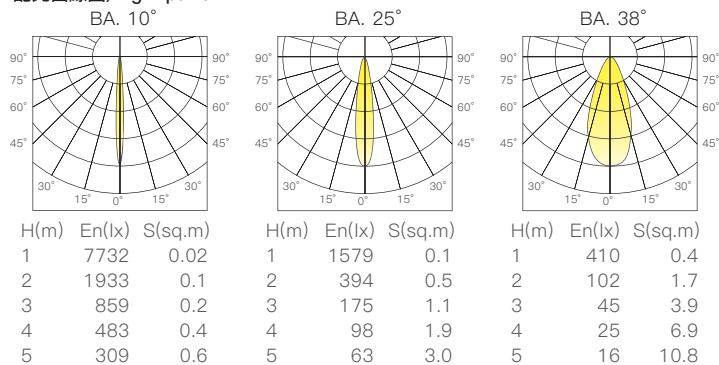 BA. 10°
90° 90°
75° 75°
60° 60°
45° 45°
30° 30°
15° 0° 15°
H(m) En(lx) S(sq.m)
1 7732 0.02
2 1933 0.1
3 859 0.2
4 483 0.4
5 309 0.6
BA. 25°
90° 90°
75° 75°
60° 60°
45° 45°
30° 30°
15° 0° 15°
H(m) En(lx) S(sq.m)
1 1579 0.1
2 394 0.5
3 175 1.1
4 98 1.9
5 63 3.0
BA. 38°
90° 90°
75° 75°
60° 60°
45° 45°
30° 30°
15° 0° 15°
H(m) En(lx) S(sq.m)
1 410 0.4
2 102 1.7
3 45 3.9
4 25 6.9
5 16 10.8